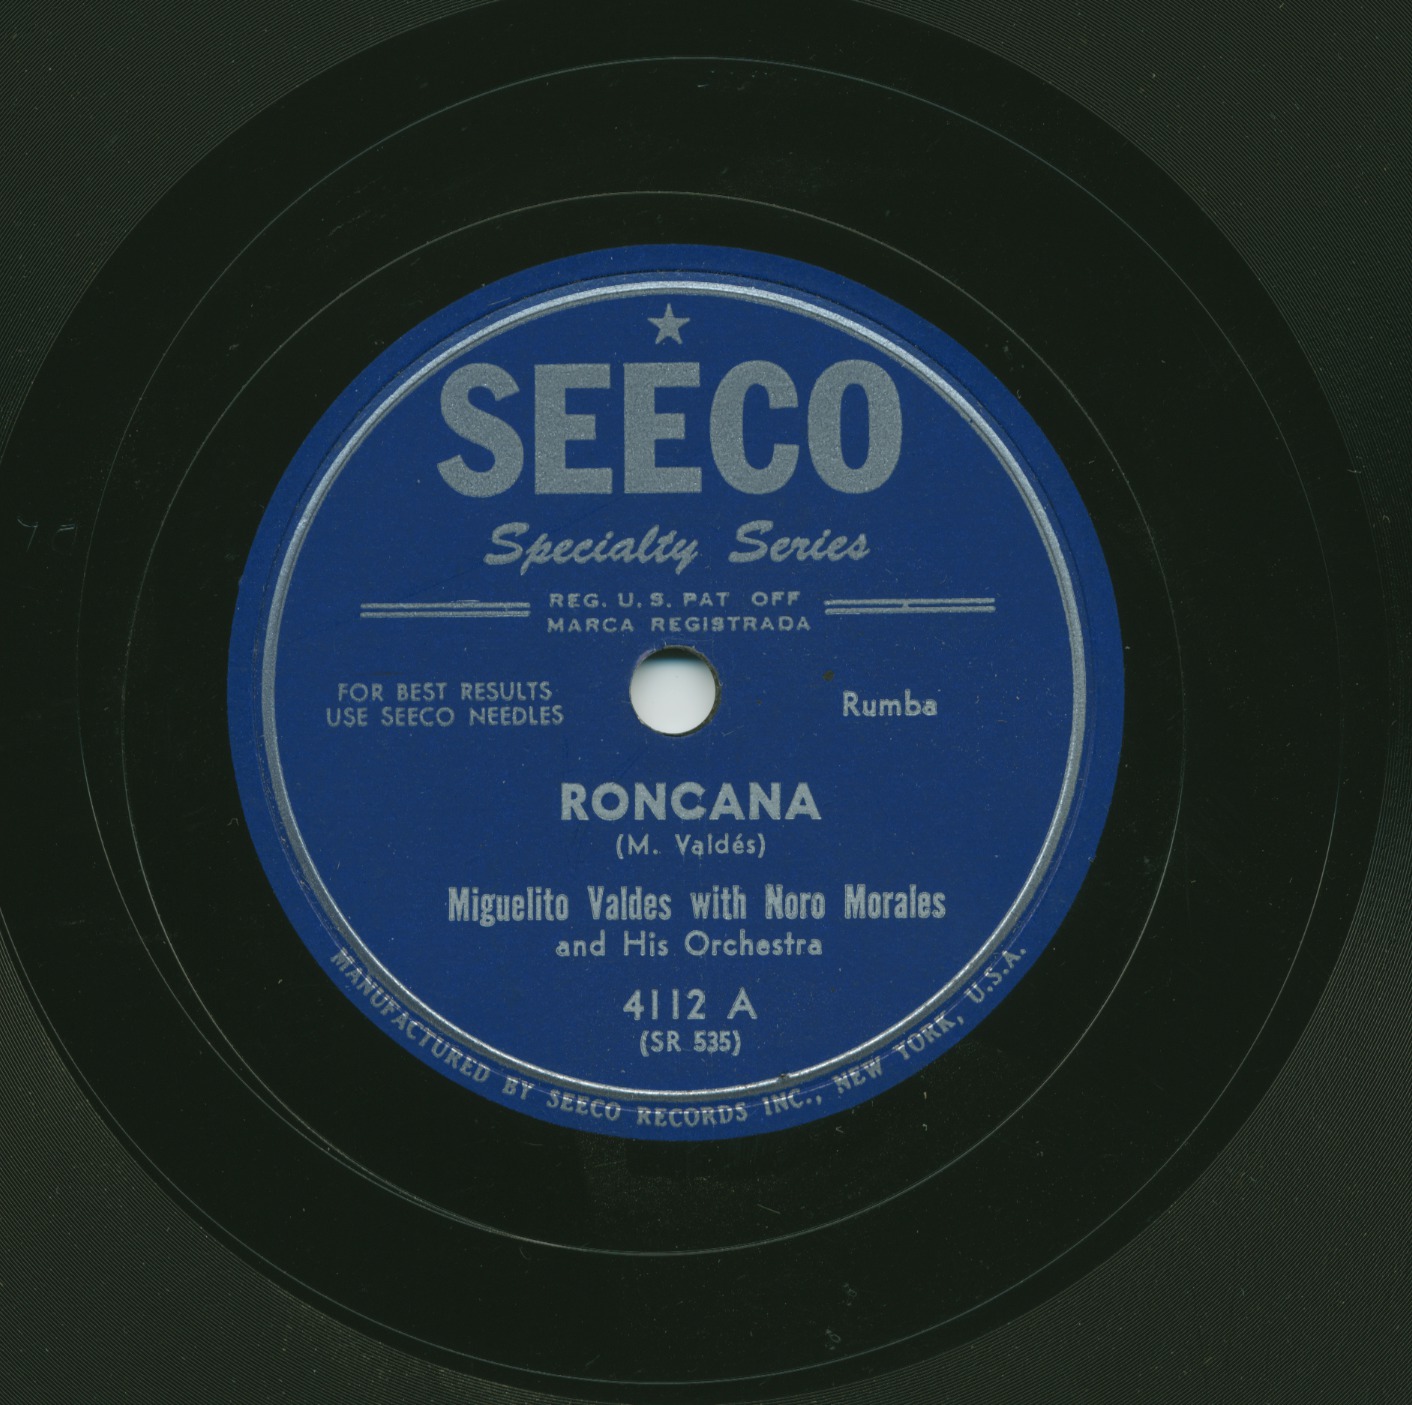 SEECO
Specialty Series
REG. U.S. PAT OFF
MARCA REGISTRADA
FOR BEST RESULTS
USE SEECO NEEDLES
Rumba
RONCANA
(M. Valdés)
Miguelito Valdes with Noro Morales
and His Orchestra
4112 A
(SR 535)
MANUFACTURED BY SEECO RECORDS INC., NEW YORK, U.S.A.